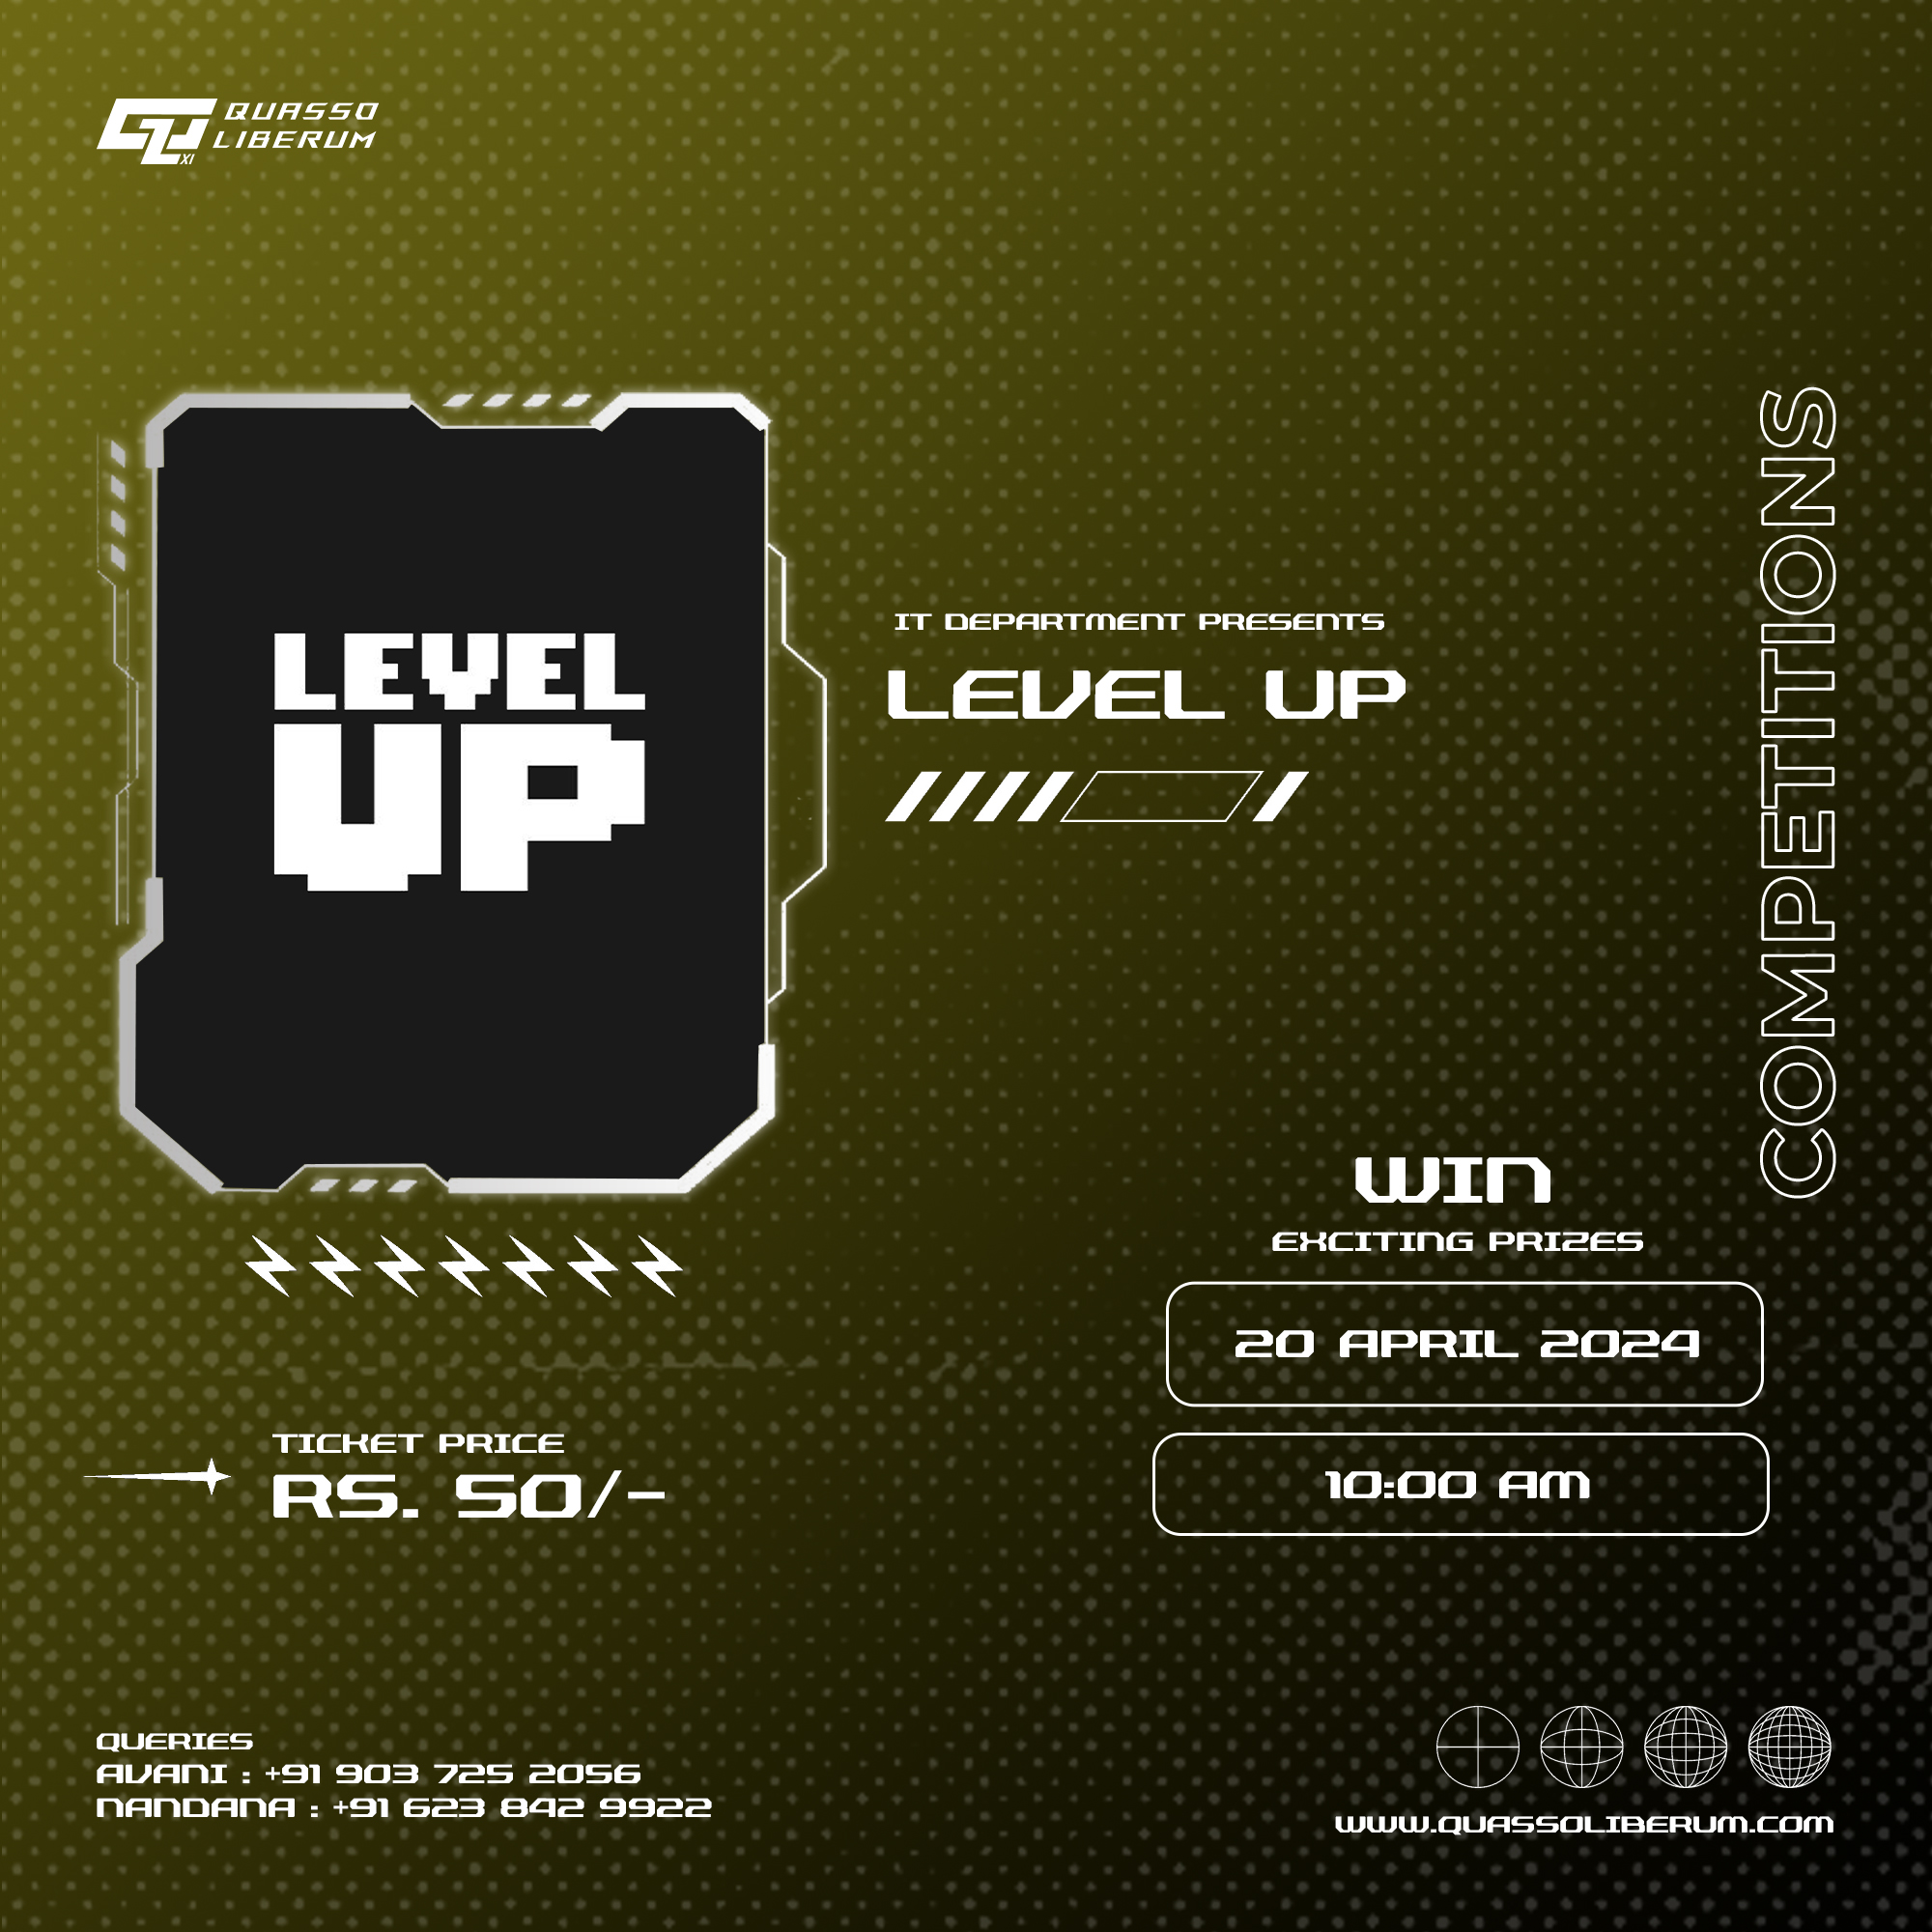 QUASSO
LIBERUM
XI
LEVEL
UP
IT DEPARTMENT PRESENTS
LEVEL UP
COMPETITIONS
WIN
EXCITING PRIZES
20 APRIL 2024
10:00 AM
TICKET PRICE
RS. 50/-
QUERIES
AVANI : +91 903 725 2056
NANDANA : +91 623 842 9922
WWW.QUASSOLIBERUM.COM